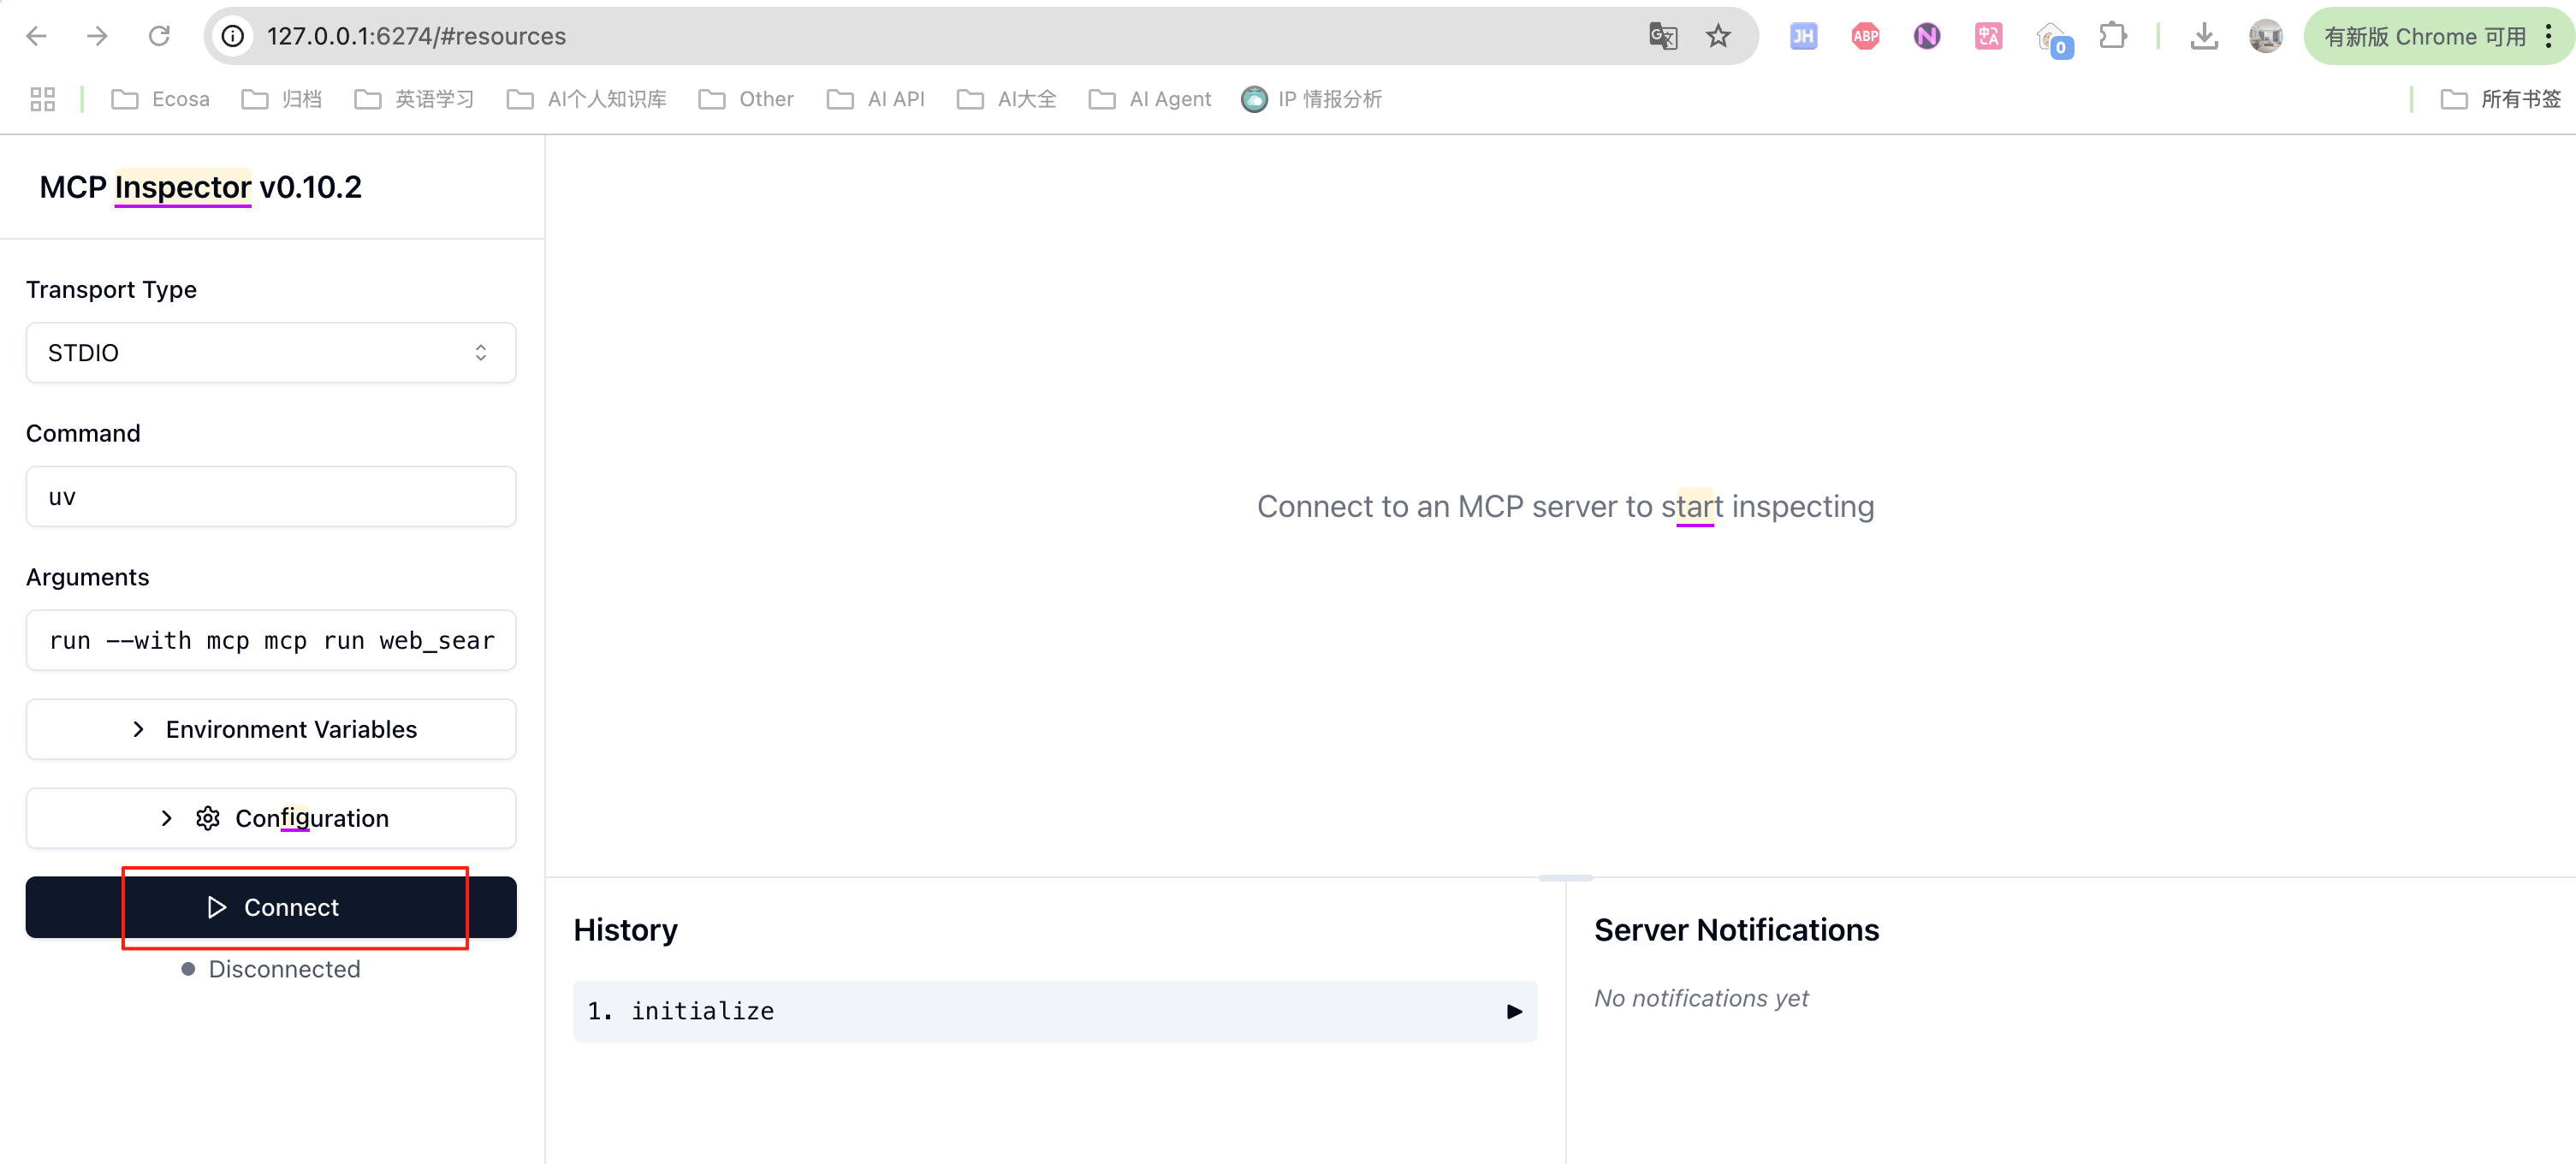 127.0.0.1:6274/#resources
JH
ABP
N
中A
0
有新版 Chrome 可用
Ecosa
归档
英语学习
AI个人知识库
Other
AI API
AI大全
AI Agent
IP 情报分析
所有书签
MCP Inspector v0.10.2
Transport Type
STDIO
Command
uv
Arguments
run --with mcp mcp run web_sear
Environment Variables
Configuration
Connect
Disconnected
Connect to an MCP server to start inspecting
History
1. initialize
Server Notifications
No notifications yet